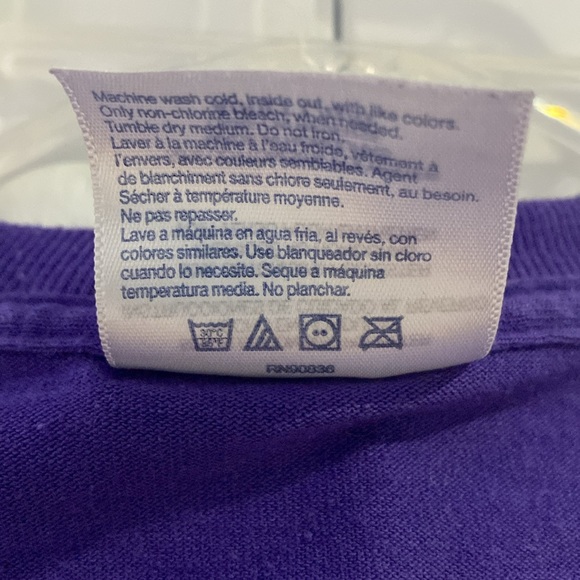 Machine wash cold, inside out, with like colors.
Only non-chlorine bleach, when needed.
Tumble dry medium. Do not iron.
Laver à la machine à l'eau froide, vêtement à
l'envers, avec couleurs semblables. Agent
de blanchiment sans chlore seulement, au besoin.
Sécher à température moyenne.
Ne pas repasser.
Lave a máquina en agua fría, al revés, con
colores similares. Use blanqueador sin cloro
cuando lo necesite. Seque a máquina
temperatura media. No planchar.
30°C
85°F
RN90836